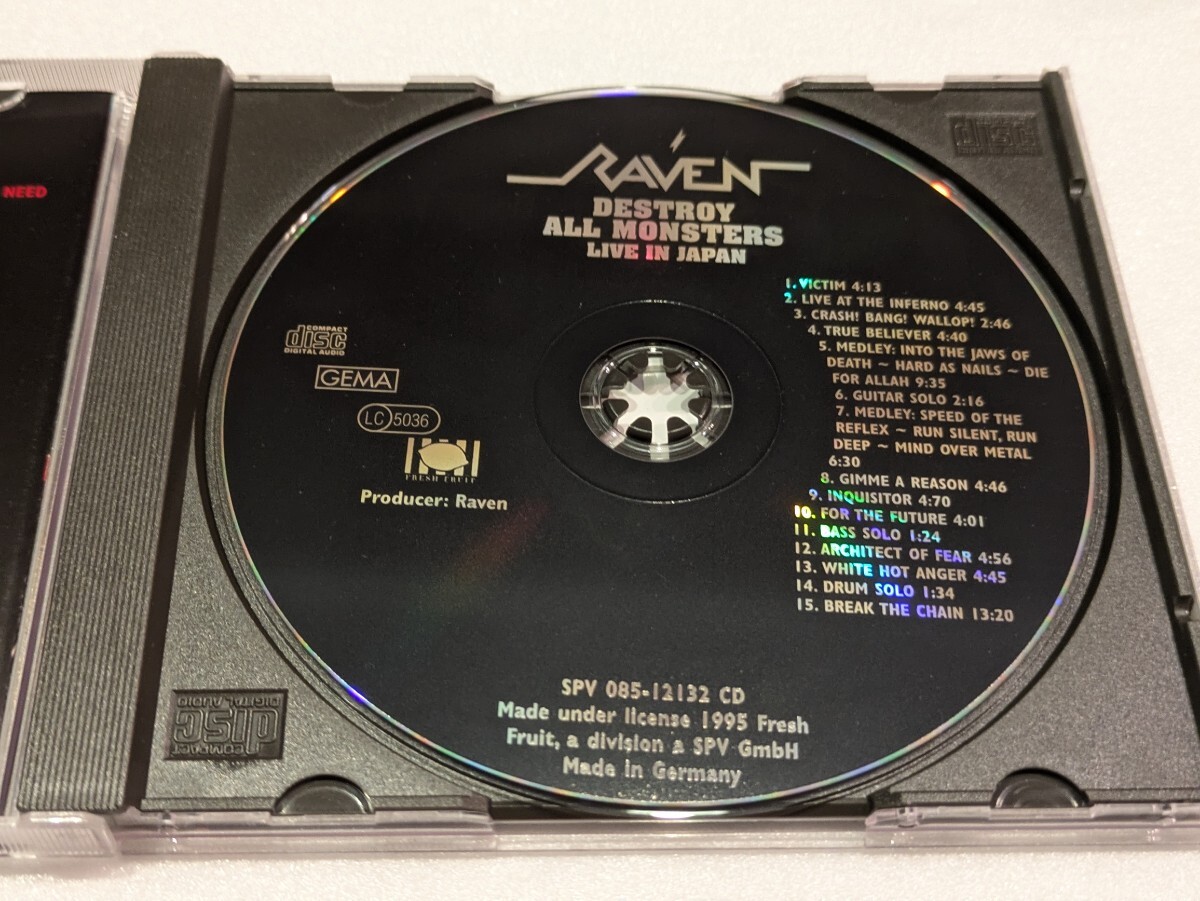 NEED
RAVEN
DESTROY
ALL MONSTERS
LIVE IN JAPAN
1. VICTIM 4:13
2. LIVE AT THE INFERNO 4:45
3. CRASH! BANG! WALLOP! 2:46
4. TRUE BELIEVER 4:40
5. MEDLEY: INTO THE JAWS OF
DEATH ~ HARD AS NAILS ~ DIE
FOR ALLAH 9:35
6. GUITAR SOLO 2:16
7. MEDLEY: SPEED OF THE
REFLEX ~ RUN SILENT, RUN
DEEP ~ MIND OVER METAL
6:30
8. GIMME A REASON 4:46
9. INQUISITOR 4:70
10. FOR THE FUTURE 4:01
11. BASS SOLO 1:24
12. ARCHITECT OF FEAR 4:56
13. WHITE HOT ANGER 4:45
14. DRUM SOLO 1:34
15. BREAK THE CHAIN 13:20
COMPACT
disc
DIGITAL AUDIO
GEMA
LC 5036
FRESH FRUIT
Producer: Raven
SPV 085-12132 CD
Made under license 1995 Fresh
Fruit, a division a SPV GmbH
Made in Germany
disc
COMPACT
disc
DIGITAL AUDIO